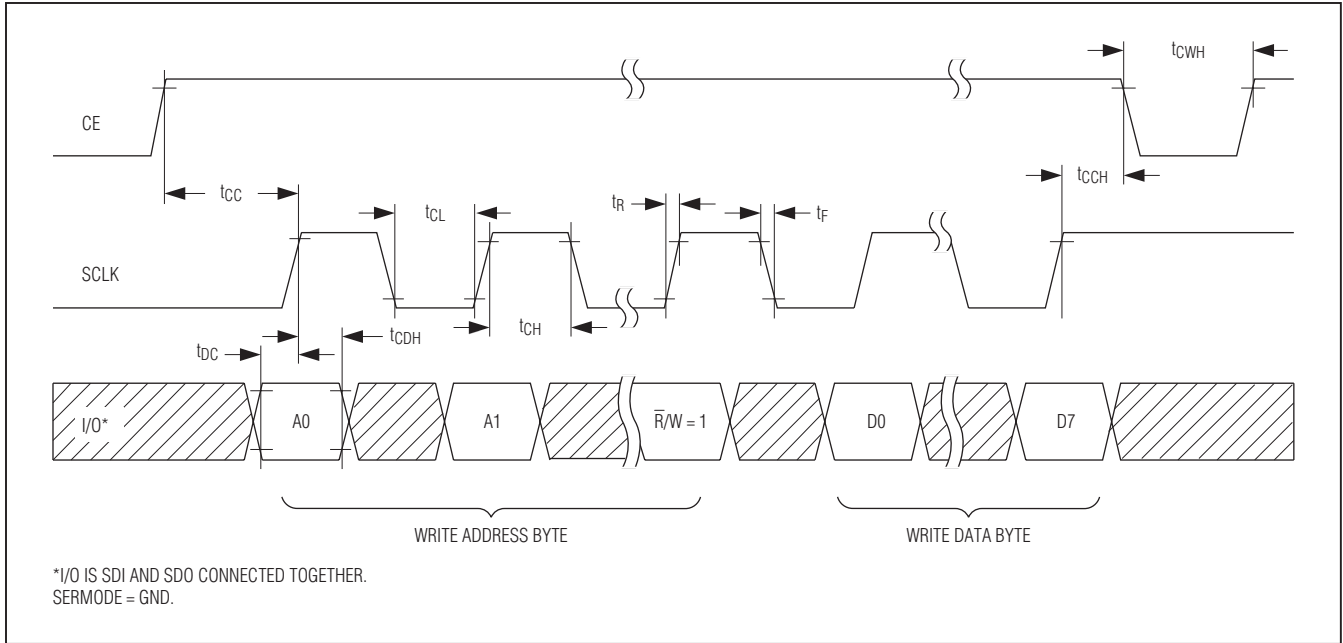 tCWH
CE
tCC
tCCH
tCL
tR
tF
SCLK
tCH
tDC
tCDH
I/O*
A0
A1
R̅/W = 1
D0
D7
WRITE ADDRESS BYTE
WRITE DATA BYTE
*I/O IS SDI AND SDO CONNECTED TOGETHER.
SERMODE = GND.